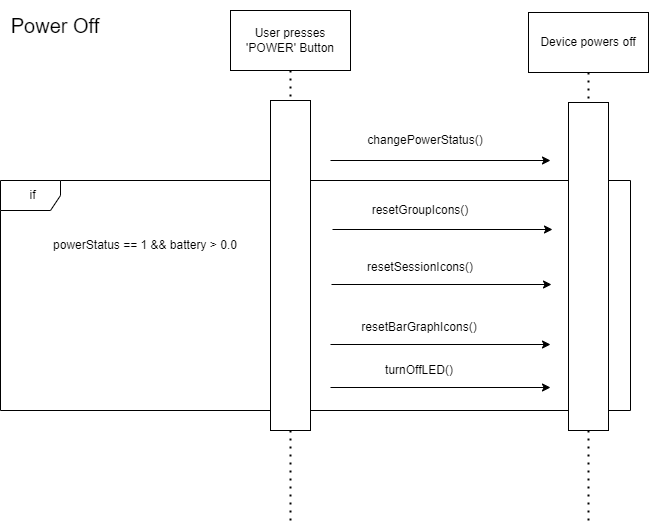 Power Off
User presses
'POWER' Button
Device powers off
changePowerStatus()
if
resetGroupIcons()
powerStatus == 1 && battery > 0.0
resetSessionIcons()
resetBarGraphIcons()
turnOffLED()